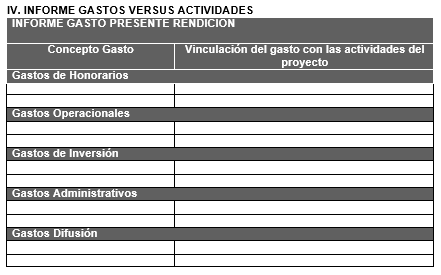 IV. INFORME GASTOS VERSUS ACTIVIDADES
INFORME GASTO PRESENTE RENDICION
Concepto Gasto
Vinculación del gasto con las actividades del
proyecto
Gastos de Honorarios
Gastos Operacionales
Gastos de Inversión
Gastos Administrativos
Gastos Difusión